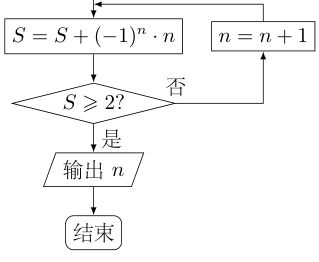 S = S + (−1)ⁿ · n
n = n + 1
S ⩾ 2?
否
是
输出 n
结束